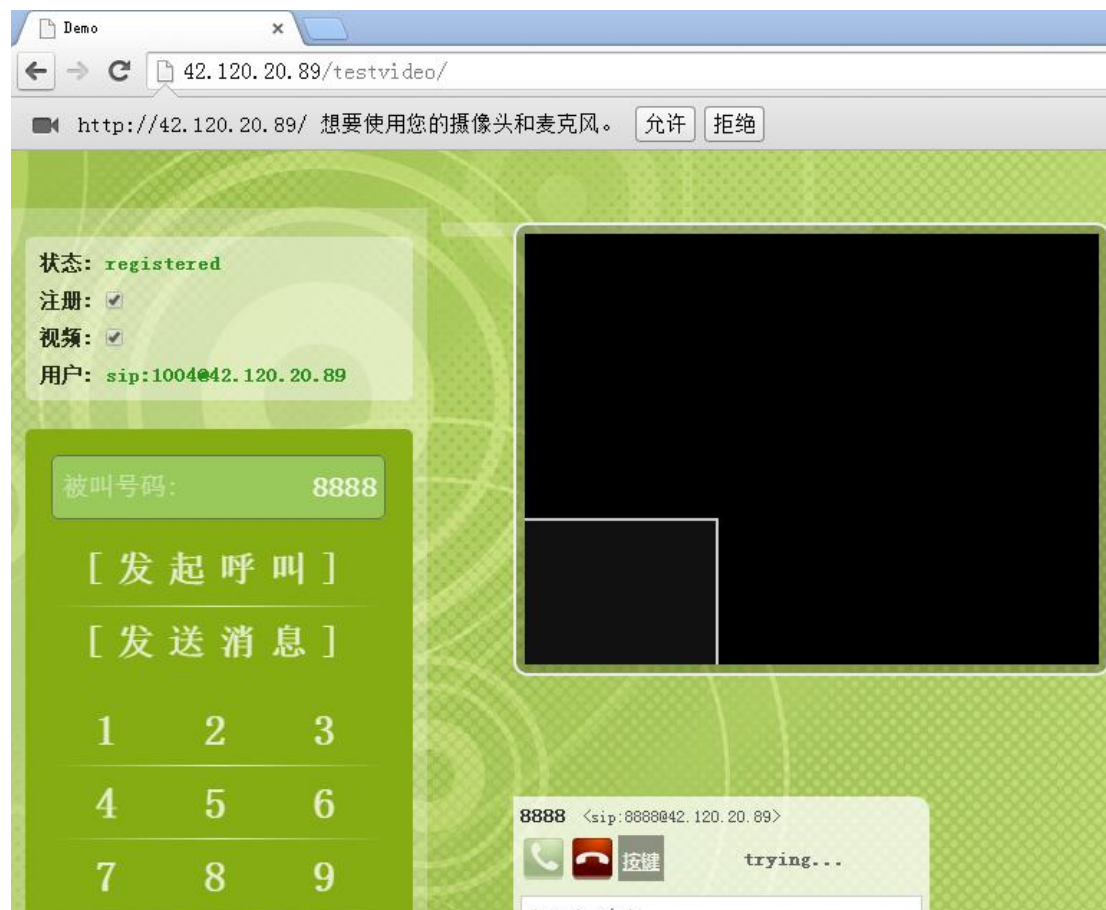 Demo ×
42.120.20.89/testvideo/
http://42.120.20.89/ 想要使用您的摄像头和麦克风。 允许 拒绝
状态: registered
注册:
视频:
用户: sip:1004@42.120.20.89
被叫号码: 8888
[ 发 起 呼 叫 ]
[ 发 送 消 息 ]
1 2 3
4 5 6
7 8 9
8888 <sip:8888@42.120.20.89>
按键 trying...